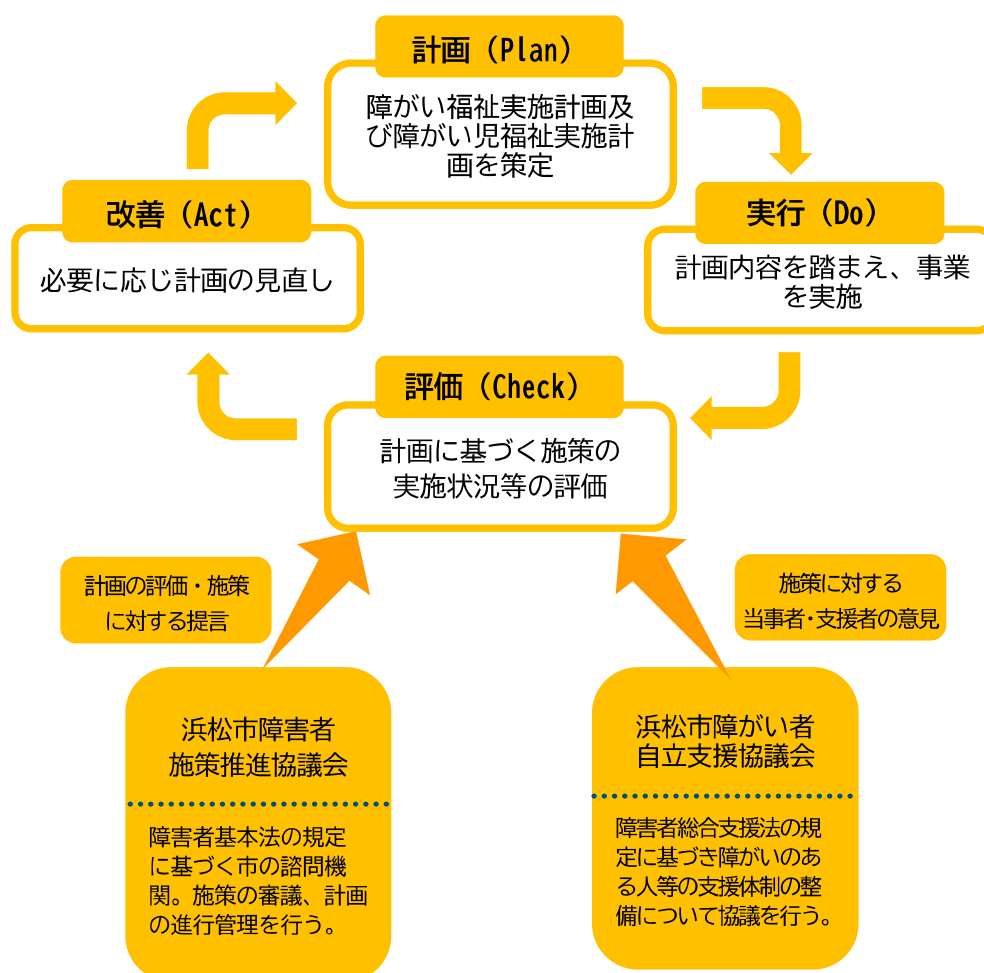 計画（Plan）
障がい福祉実施計画及
び障がい児福祉実施計
画を策定
改善（Act）
必要に応じ計画の見直し
実行（Do）
計画内容を踏まえ、事業
を実施
評価（Check）
計画に基づく施策の
実施状況等の評価
計画の評価・施策
に対する提言
施策に対する
当事者・支援者の意見
浜松市障害者
施策推進協議会
障害者基本法の規定
に基づく市の諮問機
関。施策の審議、計画
の進行管理を行う。
浜松市障がい者
自立支援協議会
障害者総合支援法の規
定に基づき障がいのあ
る人等の支援体制の整
備について協議を行う。